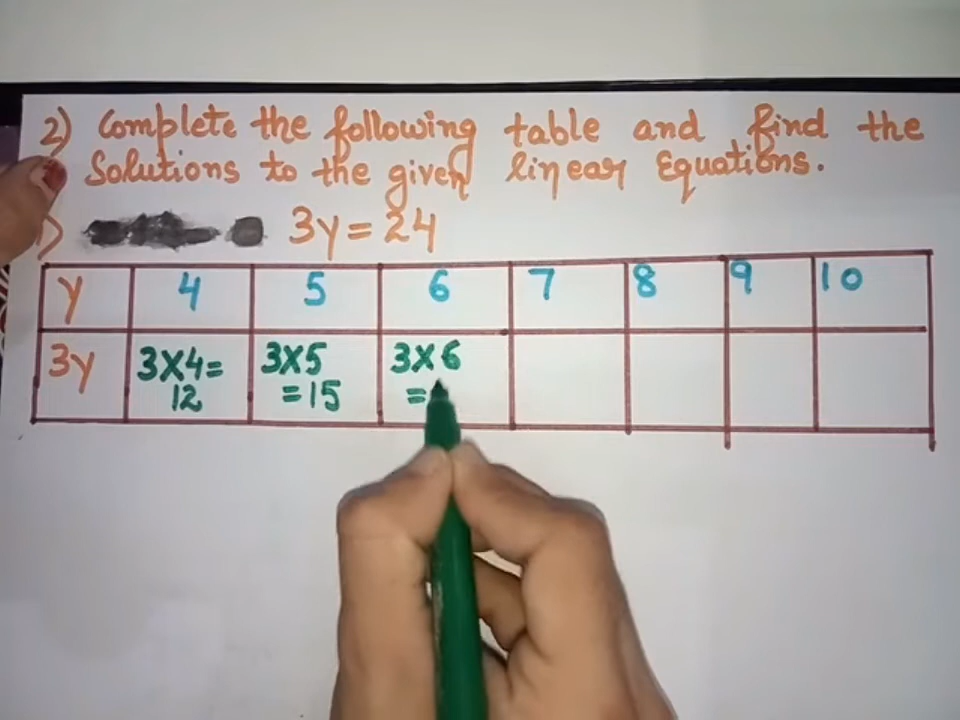 2) Complete the following table and find the
Solutions to the given linear Equations.
3y = 24
y 4 5 6 7 8 9 10
3y 3X4= 3X5 3X6
12 =15 =